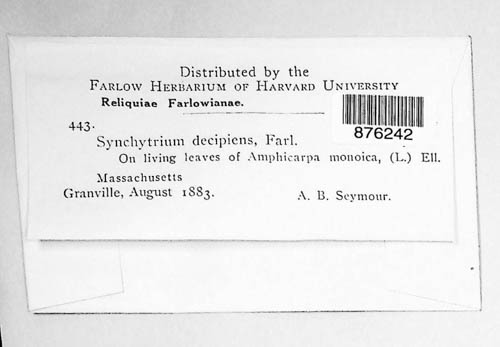 Distributed by the
FARLOW HERBARIUM OF HARVARD UNIVERSITY
Reliquiae Farlowianae.
876242
443.
Synchytrium decipiens, Farl.
On living leaves of Amphicarpa monoica, (L.) Ell.
Massachusetts
Granville, August 1883. A. B. Seymour.